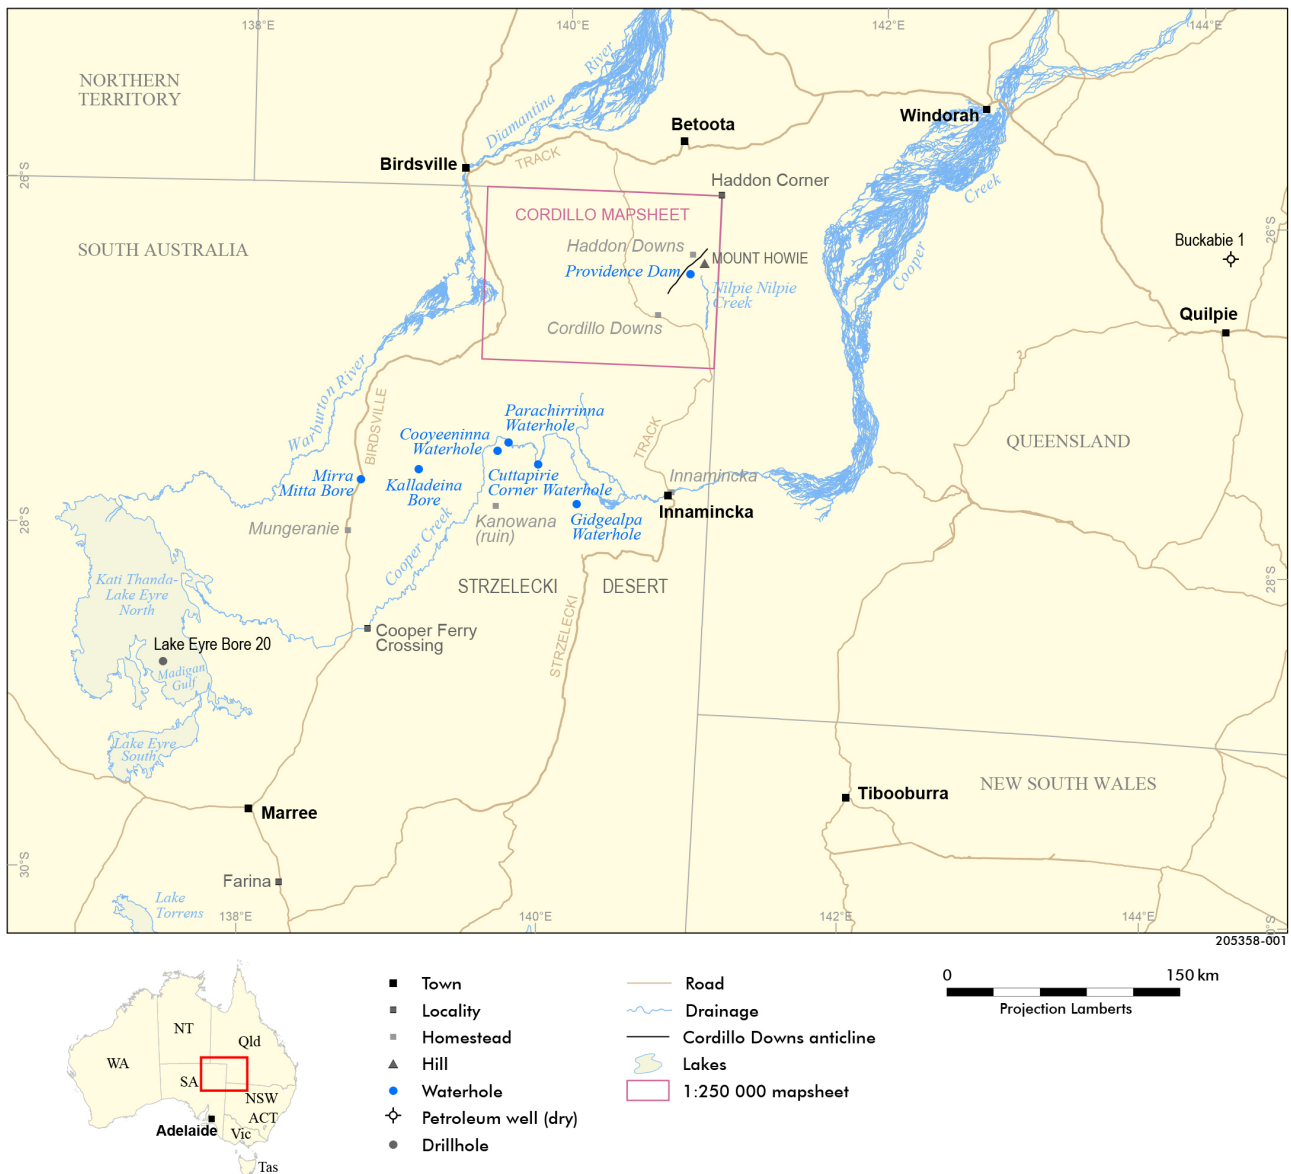 138°E
140°E
142°E
144°E
NORTHERN
TERRITORY
River
Diamantina
Windorah
Betoota
Birdsville
TRACK
26°S
Haddon Corner
Creek
CORDILLO MAPSHEET
SOUTH AUSTRALIA
Haddon Downs
MOUNT HOWIE
Buckabie 1
26°S
Providence Dam
Cooper
Nilpie Nilpie
Creek
Quilpie
Cordillo Downs
Warburton River
BIRDSVILLE
Parachirrinna
Waterhole
Cooyeeninna
Waterhole
TRACK
QUEENSLAND
Mirra
Mitta Bore
Kalladeina
Bore
Cuttapirie
Corner Waterhole
Innamincka
Innamincka
28°S
Mungeranie
Kanowana
(ruin)
Gidgealpa
Waterhole
Cooper Creek
Kati Thanda-
Lake Eyre
North
STRZELECKI DESERT
28°S
Cooper Ferry
Crossing
STRZELECKI
Lake Eyre Bore 20
Madigan
Gulf
Lake Eyre
South
NEW SOUTH WALES
Tibooburra
Marree
30°S
Farina
Lake
Torrens
138°E
140°E
142°E
144°E
205358-001
NT
Qld
WA
SA
NSW
ACT
Adelaide
Vic
Tas
Town
Locality
Homestead
Hill
Waterhole
Petroleum well (dry)
Drillhole
Road
Drainage
Cordillo Downs anticline
Lakes
1:250 000 mapsheet
0
150 km
Projection Lamberts